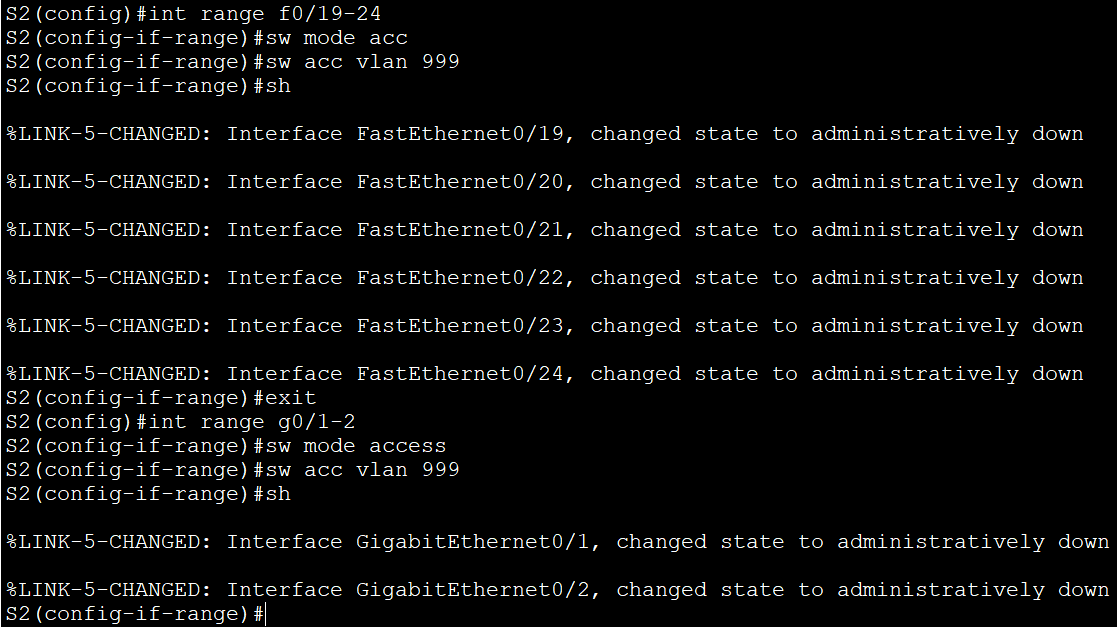 S2(config)#int range f0/19-24
S2(config-if-range)#sw mode acc
S2(config-if-range)#sw acc vlan 999
S2(config-if-range)#sh
%LINK-5-CHANGED: Interface FastEthernet0/19, changed state to administratively down
%LINK-5-CHANGED: Interface FastEthernet0/20, changed state to administratively down
%LINK-5-CHANGED: Interface FastEthernet0/21, changed state to administratively down
%LINK-5-CHANGED: Interface FastEthernet0/22, changed state to administratively down
%LINK-5-CHANGED: Interface FastEthernet0/23, changed state to administratively down
%LINK-5-CHANGED: Interface FastEthernet0/24, changed state to administratively down
S2(config-if-range)#exit
S2(config)#int range g0/1-2
S2(config-if-range)#sw mode access
S2(config-if-range)#sw acc vlan 999
S2(config-if-range)#sh
%LINK-5-CHANGED: Interface GigabitEthernet0/1, changed state to administratively down
%LINK-5-CHANGED: Interface GigabitEthernet0/2, changed state to administratively down
S2(config-if-range)#